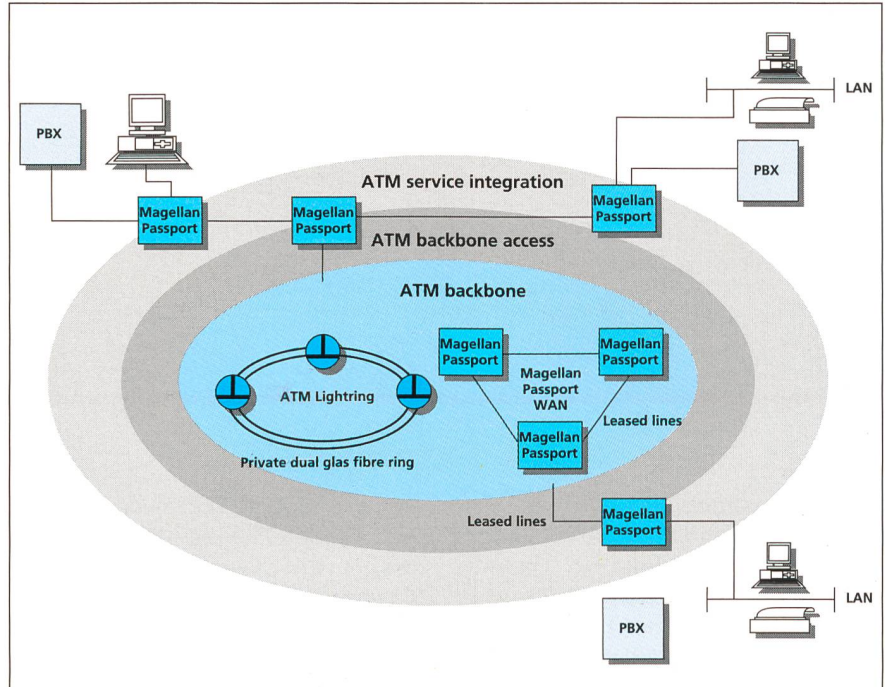 LAN
PBX
PBX
ATM service integration
Magellan
Passport
Magellan
Passport
Magellan
Passport
ATM backbone access
ATM backbone
Magellan
Passport
Magellan
Passport
Magellan
Passport
WAN
ATM Lightring
Leased lines
Magellan
Passport
Private dual glas fibre ring
Leased lines
Magellan
Passport
LAN
PBX